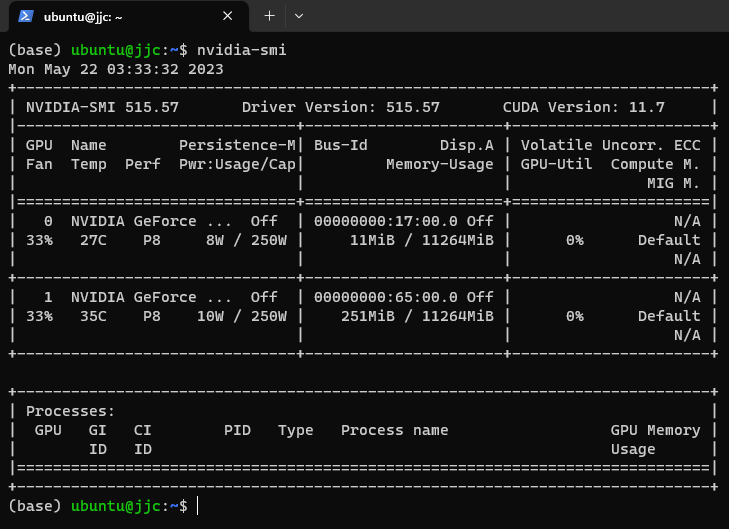 ubuntu@jjc: ~
(base) ubuntu@jjc:~$ nvidia-smi
Mon May 22 03:33:32 2023
+-----------------------------------------------------------------------------+
| NVIDIA-SMI 515.57       Driver Version: 515.57       CUDA Version: 11.7     |
|-------------------------------+----------------------+----------------------+
| GPU  Name        Persistence-M| Bus-Id        Disp.A | Volatile Uncorr. ECC |
| Fan  Temp  Perf  Pwr:Usage/Cap|         Memory-Usage | GPU-Util  Compute M. |
|                               |                      |               MIG M. |
|===============================+======================+======================|
|   0  NVIDIA GeForce ...  Off  | 00000000:17:00.0 Off |                  N/A |
| 33%   27C    P8     8W / 250W |     11MiB / 11264MiB |      0%      Default |
|                               |                      |                  N/A |
+-------------------------------+----------------------+----------------------+
|   1  NVIDIA GeForce ...  Off  | 00000000:65:00.0 Off |                  N/A |
| 33%   35C    P8    10W / 250W |    251MiB / 11264MiB |      0%      Default |
|                               |                      |                  N/A |
+-------------------------------+----------------------+----------------------+

+-----------------------------------------------------------------------------+
| Processes:                                                                  |
|  GPU   GI   CI        PID   Type   Process name                  GPU Memory |
|        ID   ID                                                   Usage      |
|=============================================================================|
+-----------------------------------------------------------------------------+
(base) ubuntu@jjc:~$